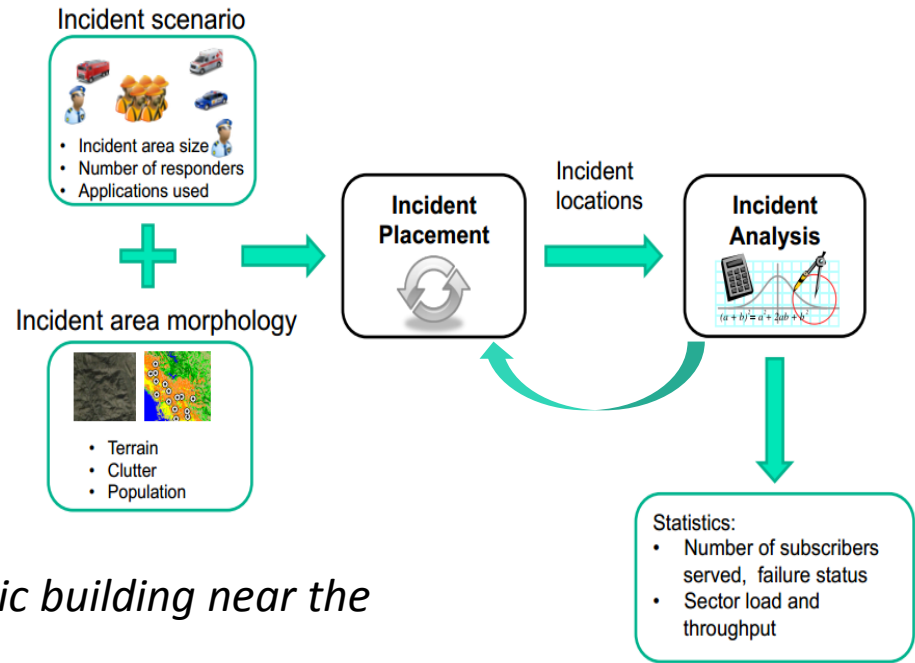 Incident scenario
• Incident area size
• Number of responders
• Applications used
Incident area morphology
• Terrain
• Clutter
• Population
Incident
Placement
Incident
locations
Incident
Analysis
(a + b)² = a² + 2ab + b²
Statistics:
• Number of subscribers
served, failure status
• Sector load and
throughput
ic building near the